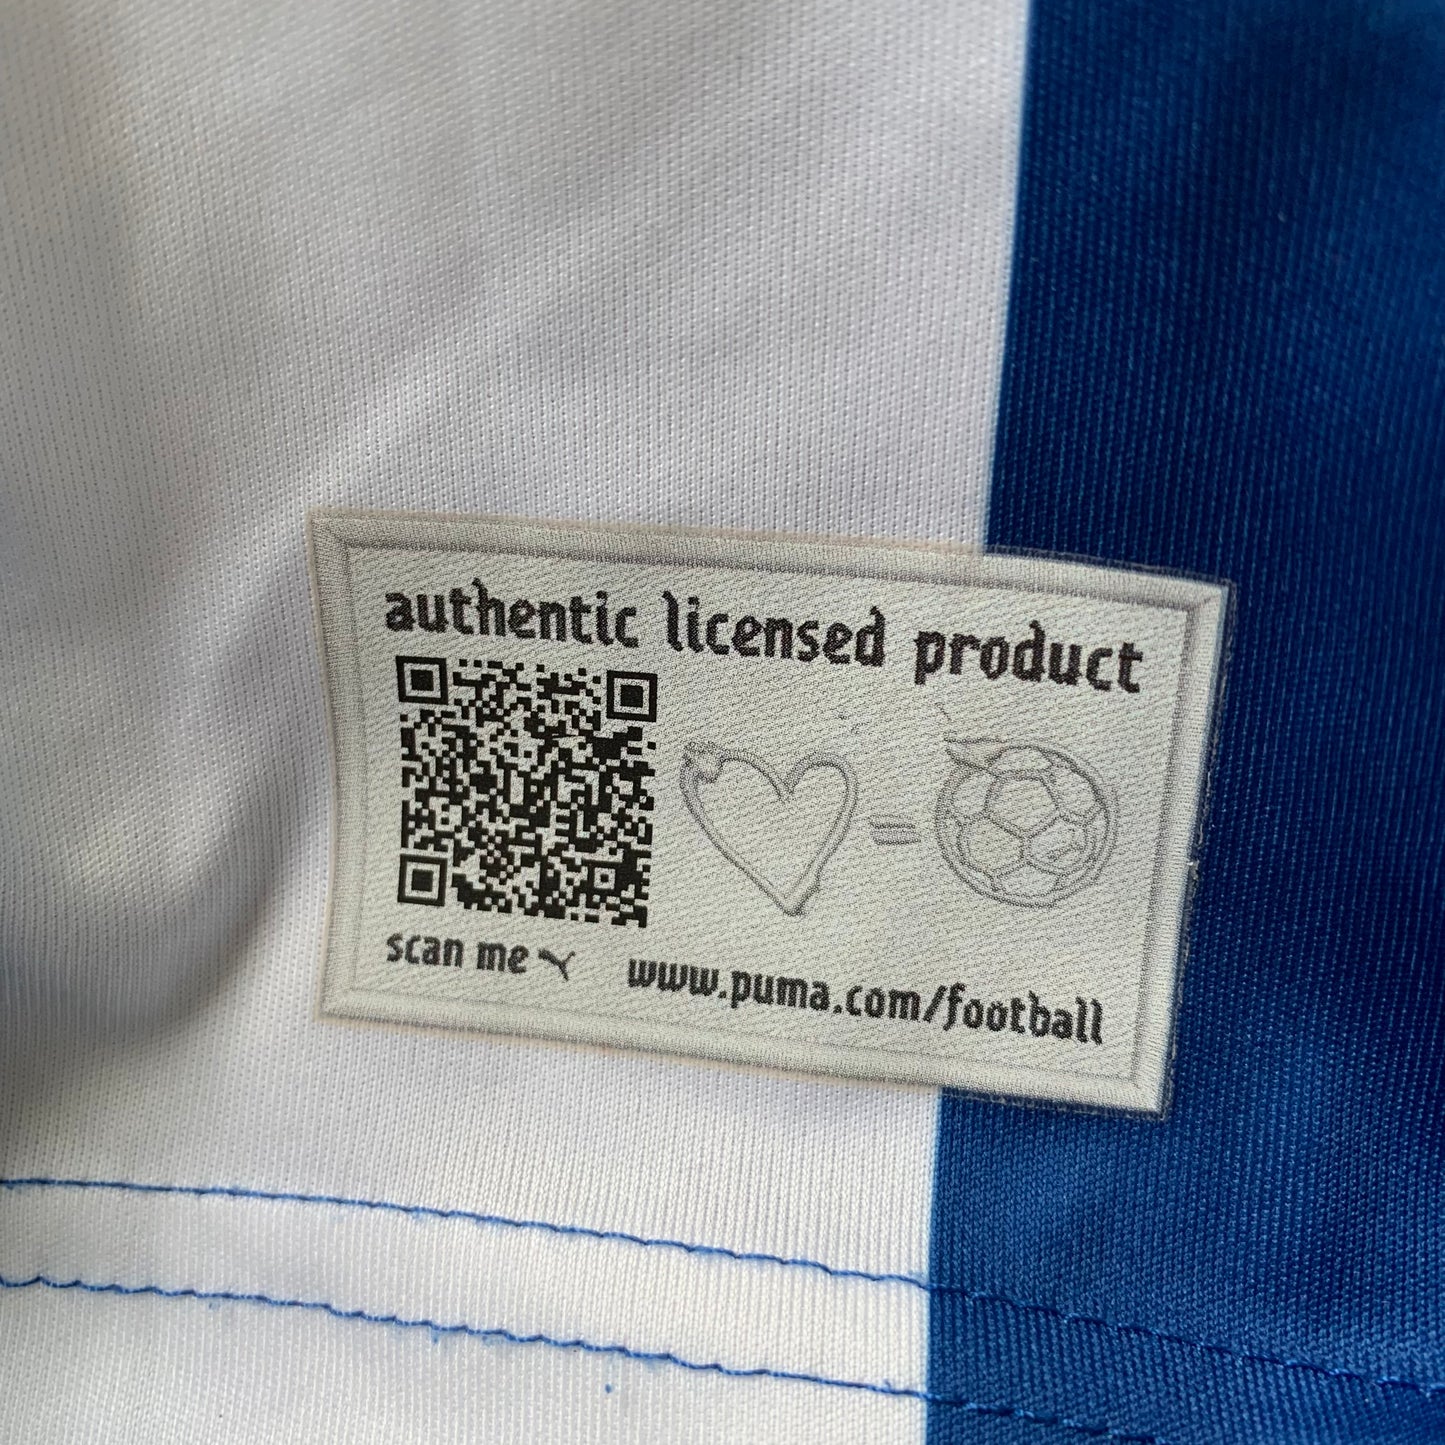 authentic licensed product
scan me
www.puma.com/football